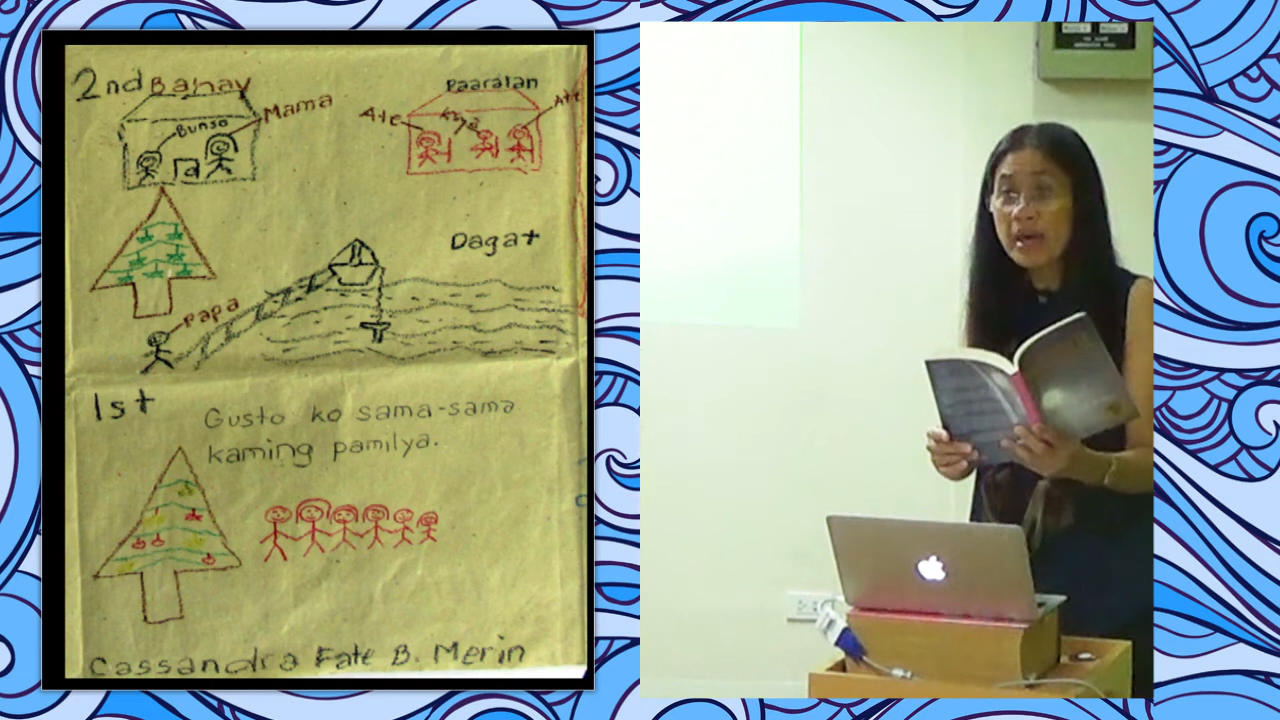 2nd Bahay
Bunso
Mama
Paaralan
Ate
Kuya
Ate
Dagat
Papa
1st
Gusto ko sama-sama
kaming pamilya.
Cassandra Fate B. Merin